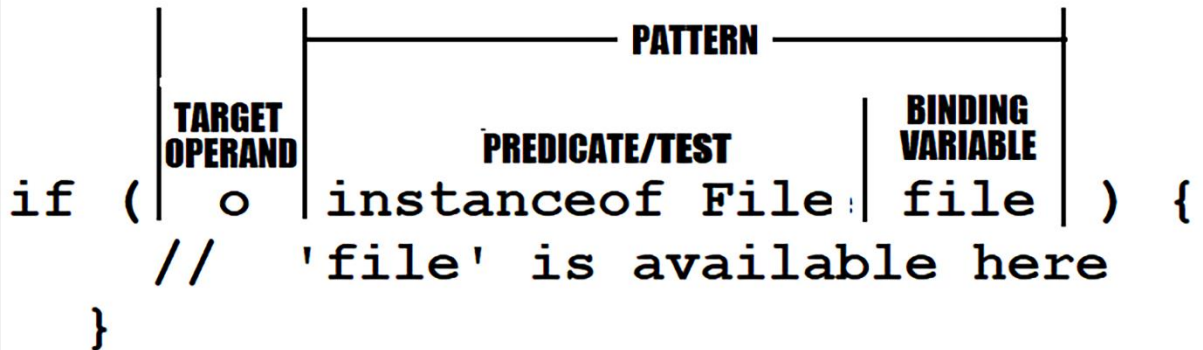 PATTERN
TARGET
OPERAND
PREDICATE/TEST
BINDING
VARIABLE
if ( o instanceof File file ) {
// 'file' is available here
}